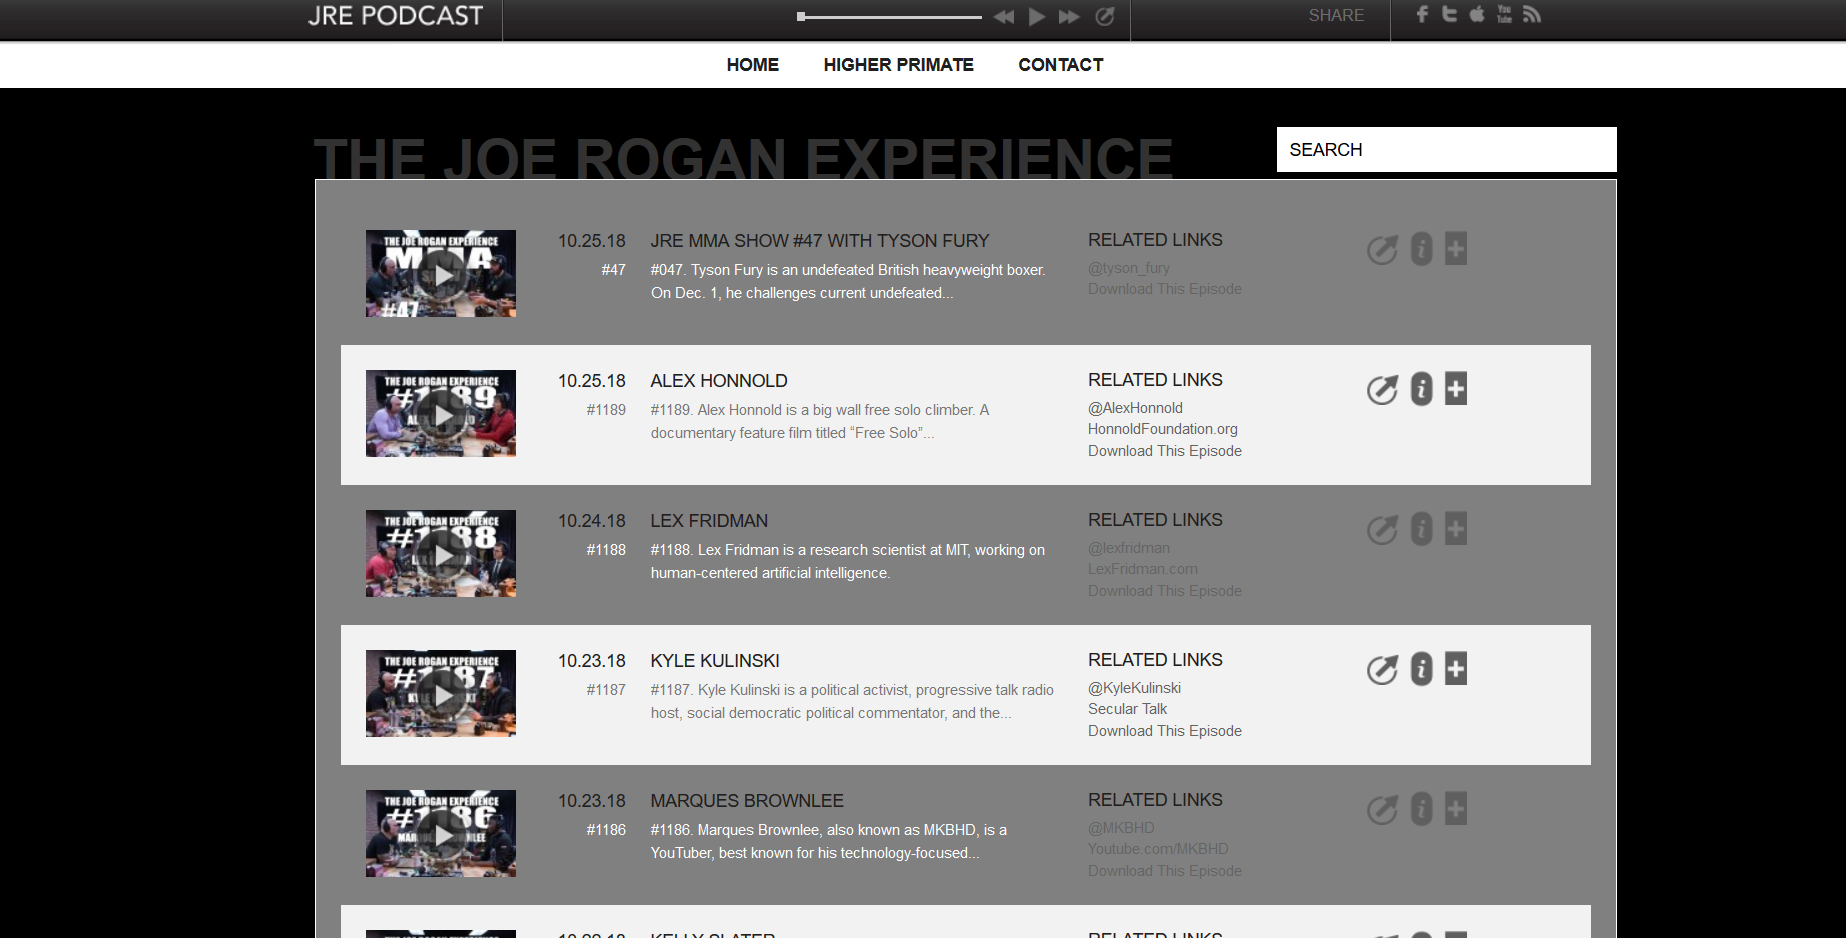 JRE PODCAST
SHARE
You
Tube
HOME HIGHER PRIMATE CONTACT
THE JOE ROGAN EXPERIENCE
SEARCH
THE JOE ROGAN EXPERIENCE
MMA
#47
10.25.18
#47
JRE MMA SHOW #47 WITH TYSON FURY
#047. Tyson Fury is an undefeated British heavyweight boxer.
On Dec. 1, he challenges current undefeated...
RELATED LINKS
@tyson_fury
Download This Episode
THE JOE ROGAN EXPERIENCE
#1189
10.25.18
#1189
ALEX HONNOLD
#1189. Alex Honnold is a big wall free solo climber. A
documentary feature film titled “Free Solo”...
RELATED LINKS
@AlexHonnold
HonnoldFoundation.org
Download This Episode
THE JOE ROGAN EXPERIENCE
#1188
10.24.18
#1188
LEX FRIDMAN
#1188. Lex Fridman is a research scientist at MIT, working on
human-centered artificial intelligence.
RELATED LINKS
@lexfridman
LexFridman.com
Download This Episode
THE JOE ROGAN EXPERIENCE
#1187
10.23.18
#1187
KYLE KULINSKI
#1187. Kyle Kulinski is a political activist, progressive talk radio
host, social democratic political commentator, and the...
RELATED LINKS
@KyleKulinski
Secular Talk
Download This Episode
THE JOE ROGAN EXPERIENCE
#1186
10.23.18
#1186
MARQUES BROWNLEE
#1186. Marques Brownlee, also known as MKBHD, is a
YouTuber, best known for his technology-focused...
RELATED LINKS
@MKBHD
Youtube.com/MKBHD
Download This Episode
KELLY SLATER
RELATED LINKS